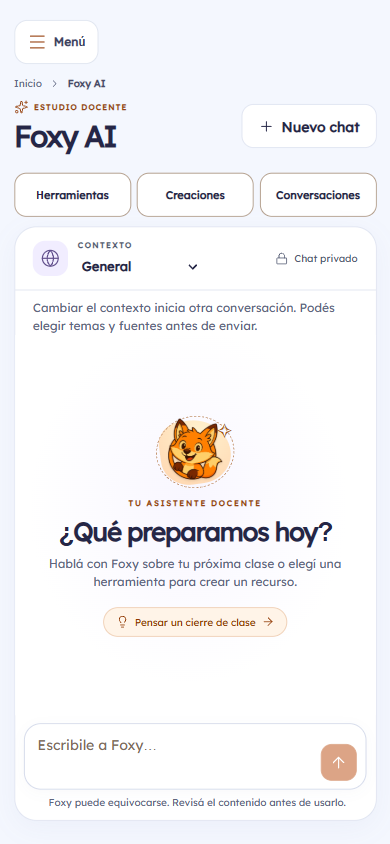 Menú
Inicio > Foxy AI
ESTUDIO DOCENTE
Foxy AI
+ Nuevo chat
Herramientas
Creaciones
Conversaciones
CONTEXTO
General
Chat privado
Cambiar el contexto inicia otra conversación. Podés
elegir temas y fuentes antes de enviar.
TU ASISTENTE DOCENTE
¿Qué preparamos hoy?
Hablá con Foxy sobre tu próxima clase o elegí una
herramienta para crear un recurso.
Pensar un cierre de clase →
Escribile a Foxy...
Foxy puede equivocarse. Revisá el contenido antes de usarlo.